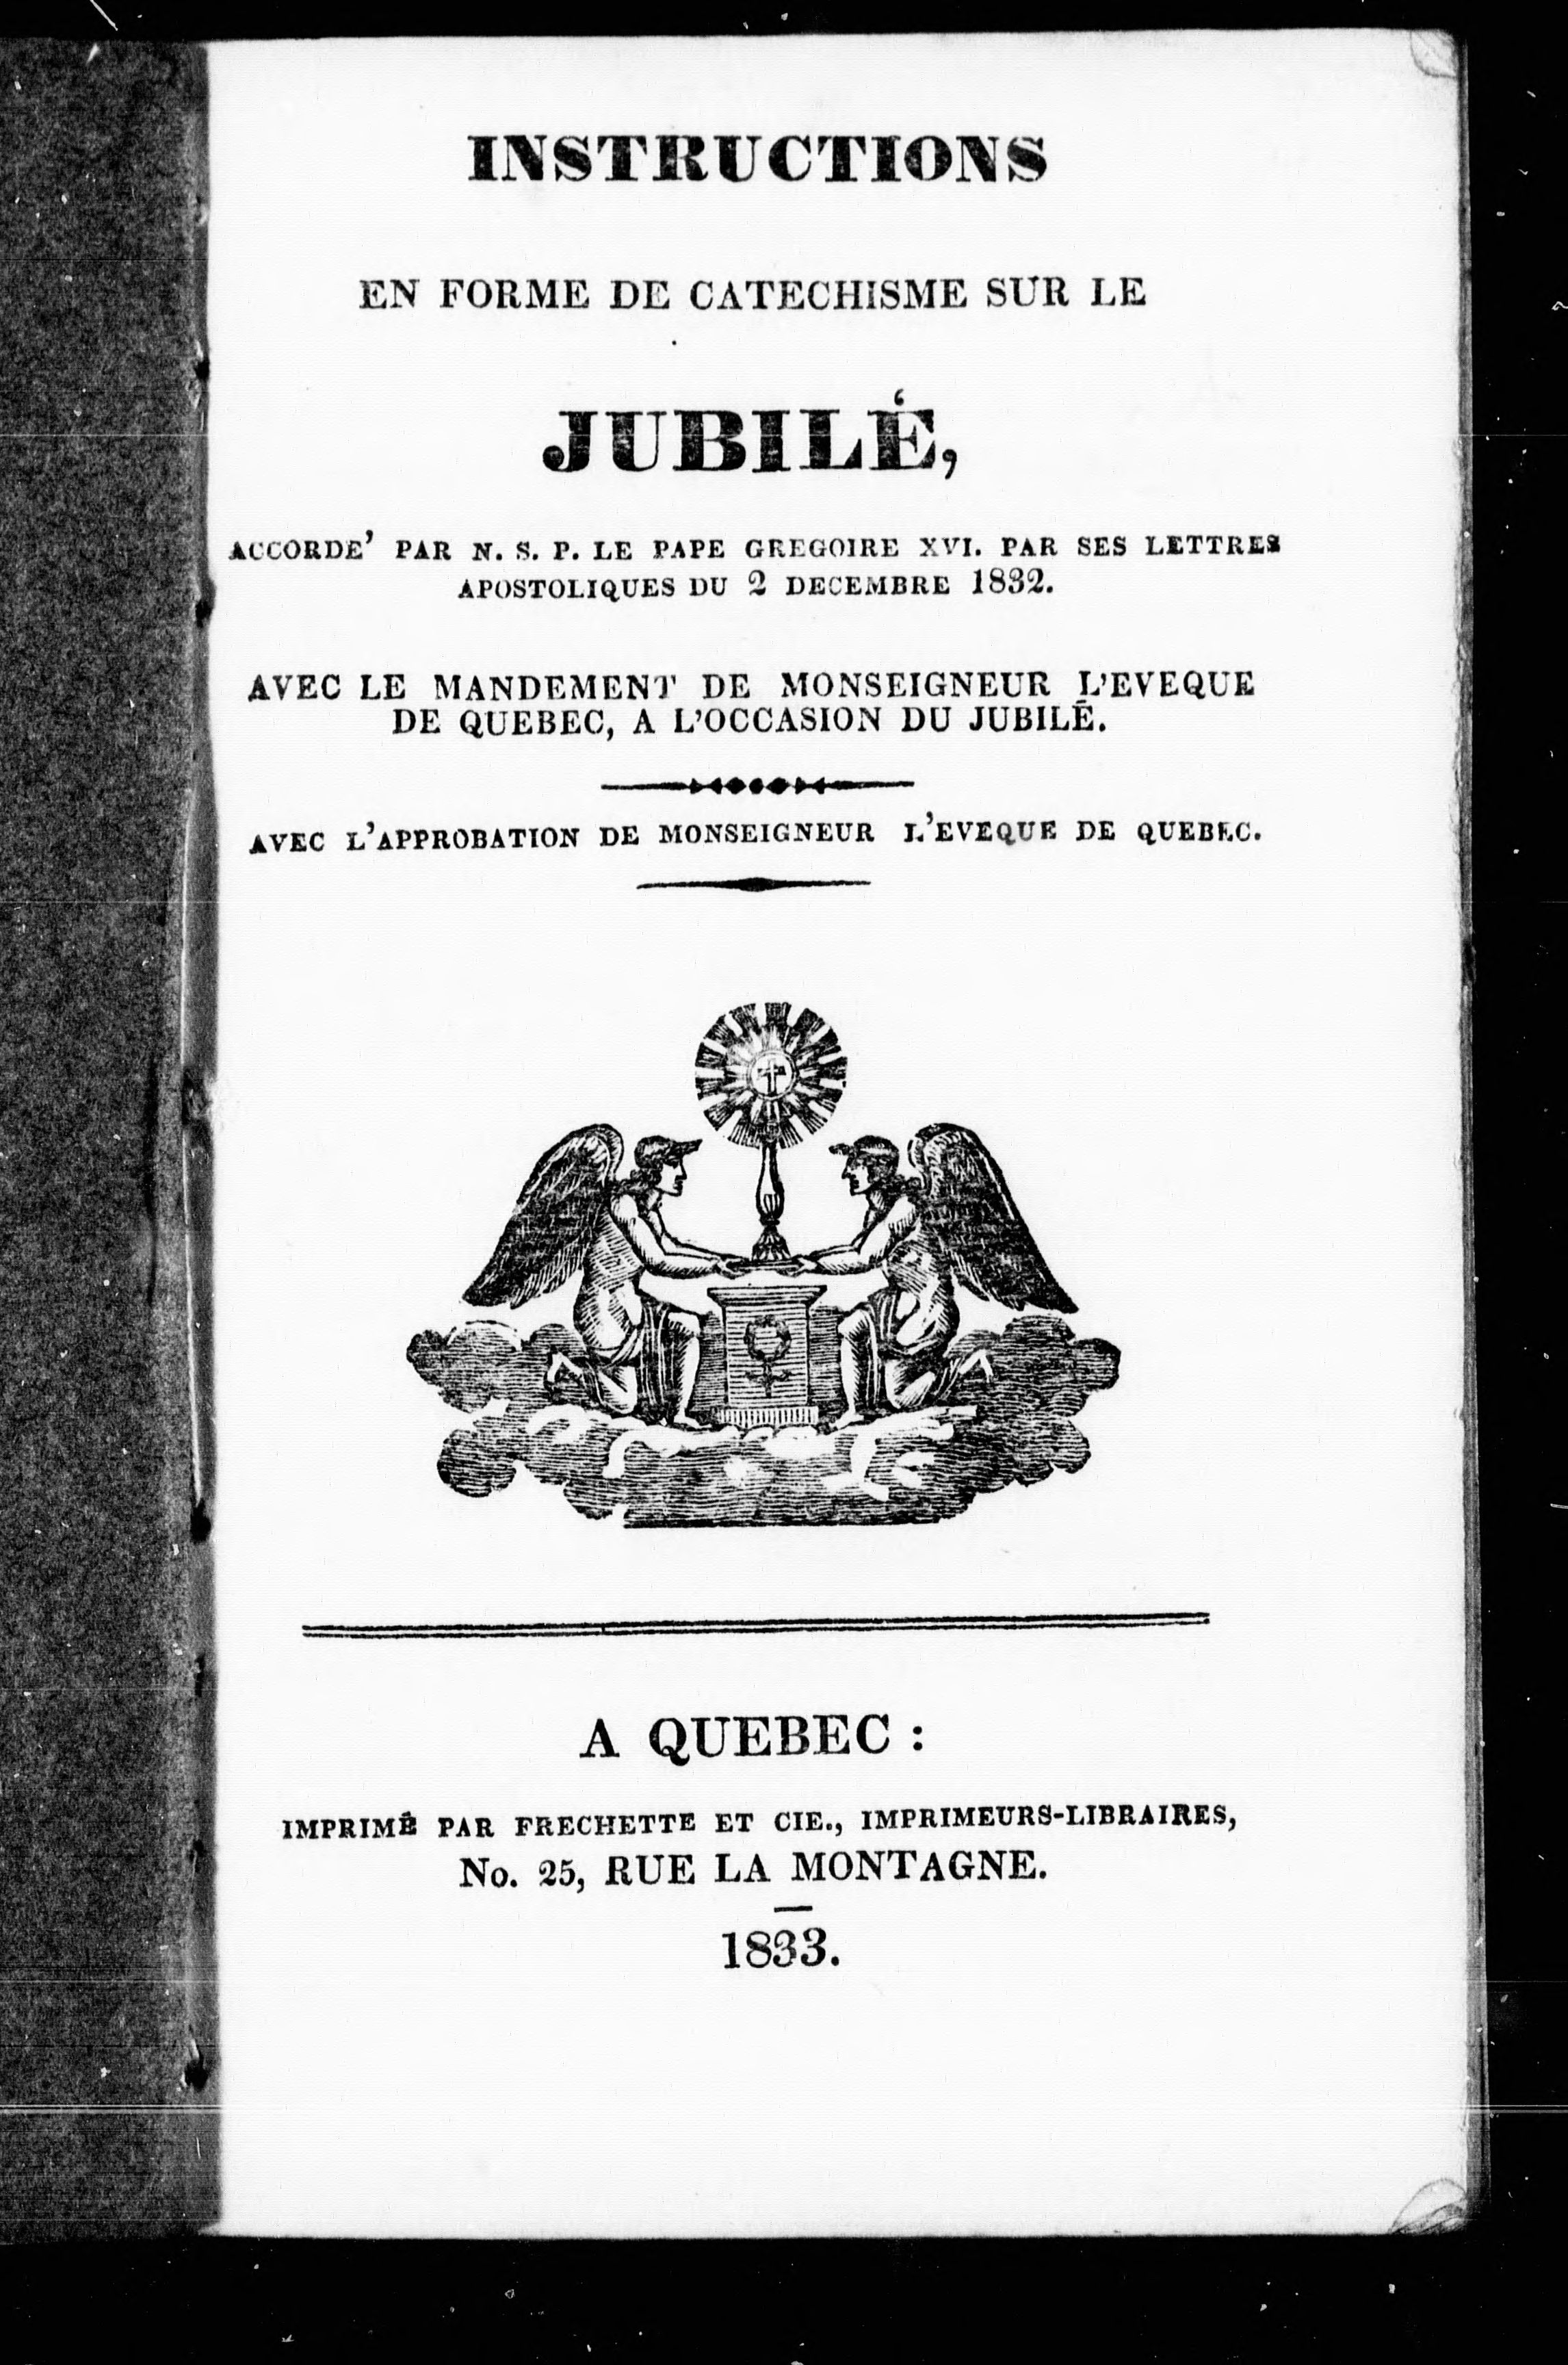 INSTRUCTIONS
EN FORME DE CATECHISME SUR LE
JUBILÉ,
ACCORDE' PAR N. S. P. LE PAPE GREGOIRE XVI. PAR SES LETTRES
APOSTOLIQUES DU 2 DECEMBRE 1832.
AVEC LE MANDEMENT DE MONSEIGNEUR L'EVEQUE
DE QUEBEC, A L'OCCASION DU JUBILÉ.
AVEC L'APPROBATION DE MONSEIGNEUR L'EVEQUE DE QUEBEC.
A QUEBEC :
IMPRIMÉ PAR FRECHETTE ET CIE., IMPRIMEURS-LIBRAIRES,
No. 25, RUE LA MONTAGNE.
1833.